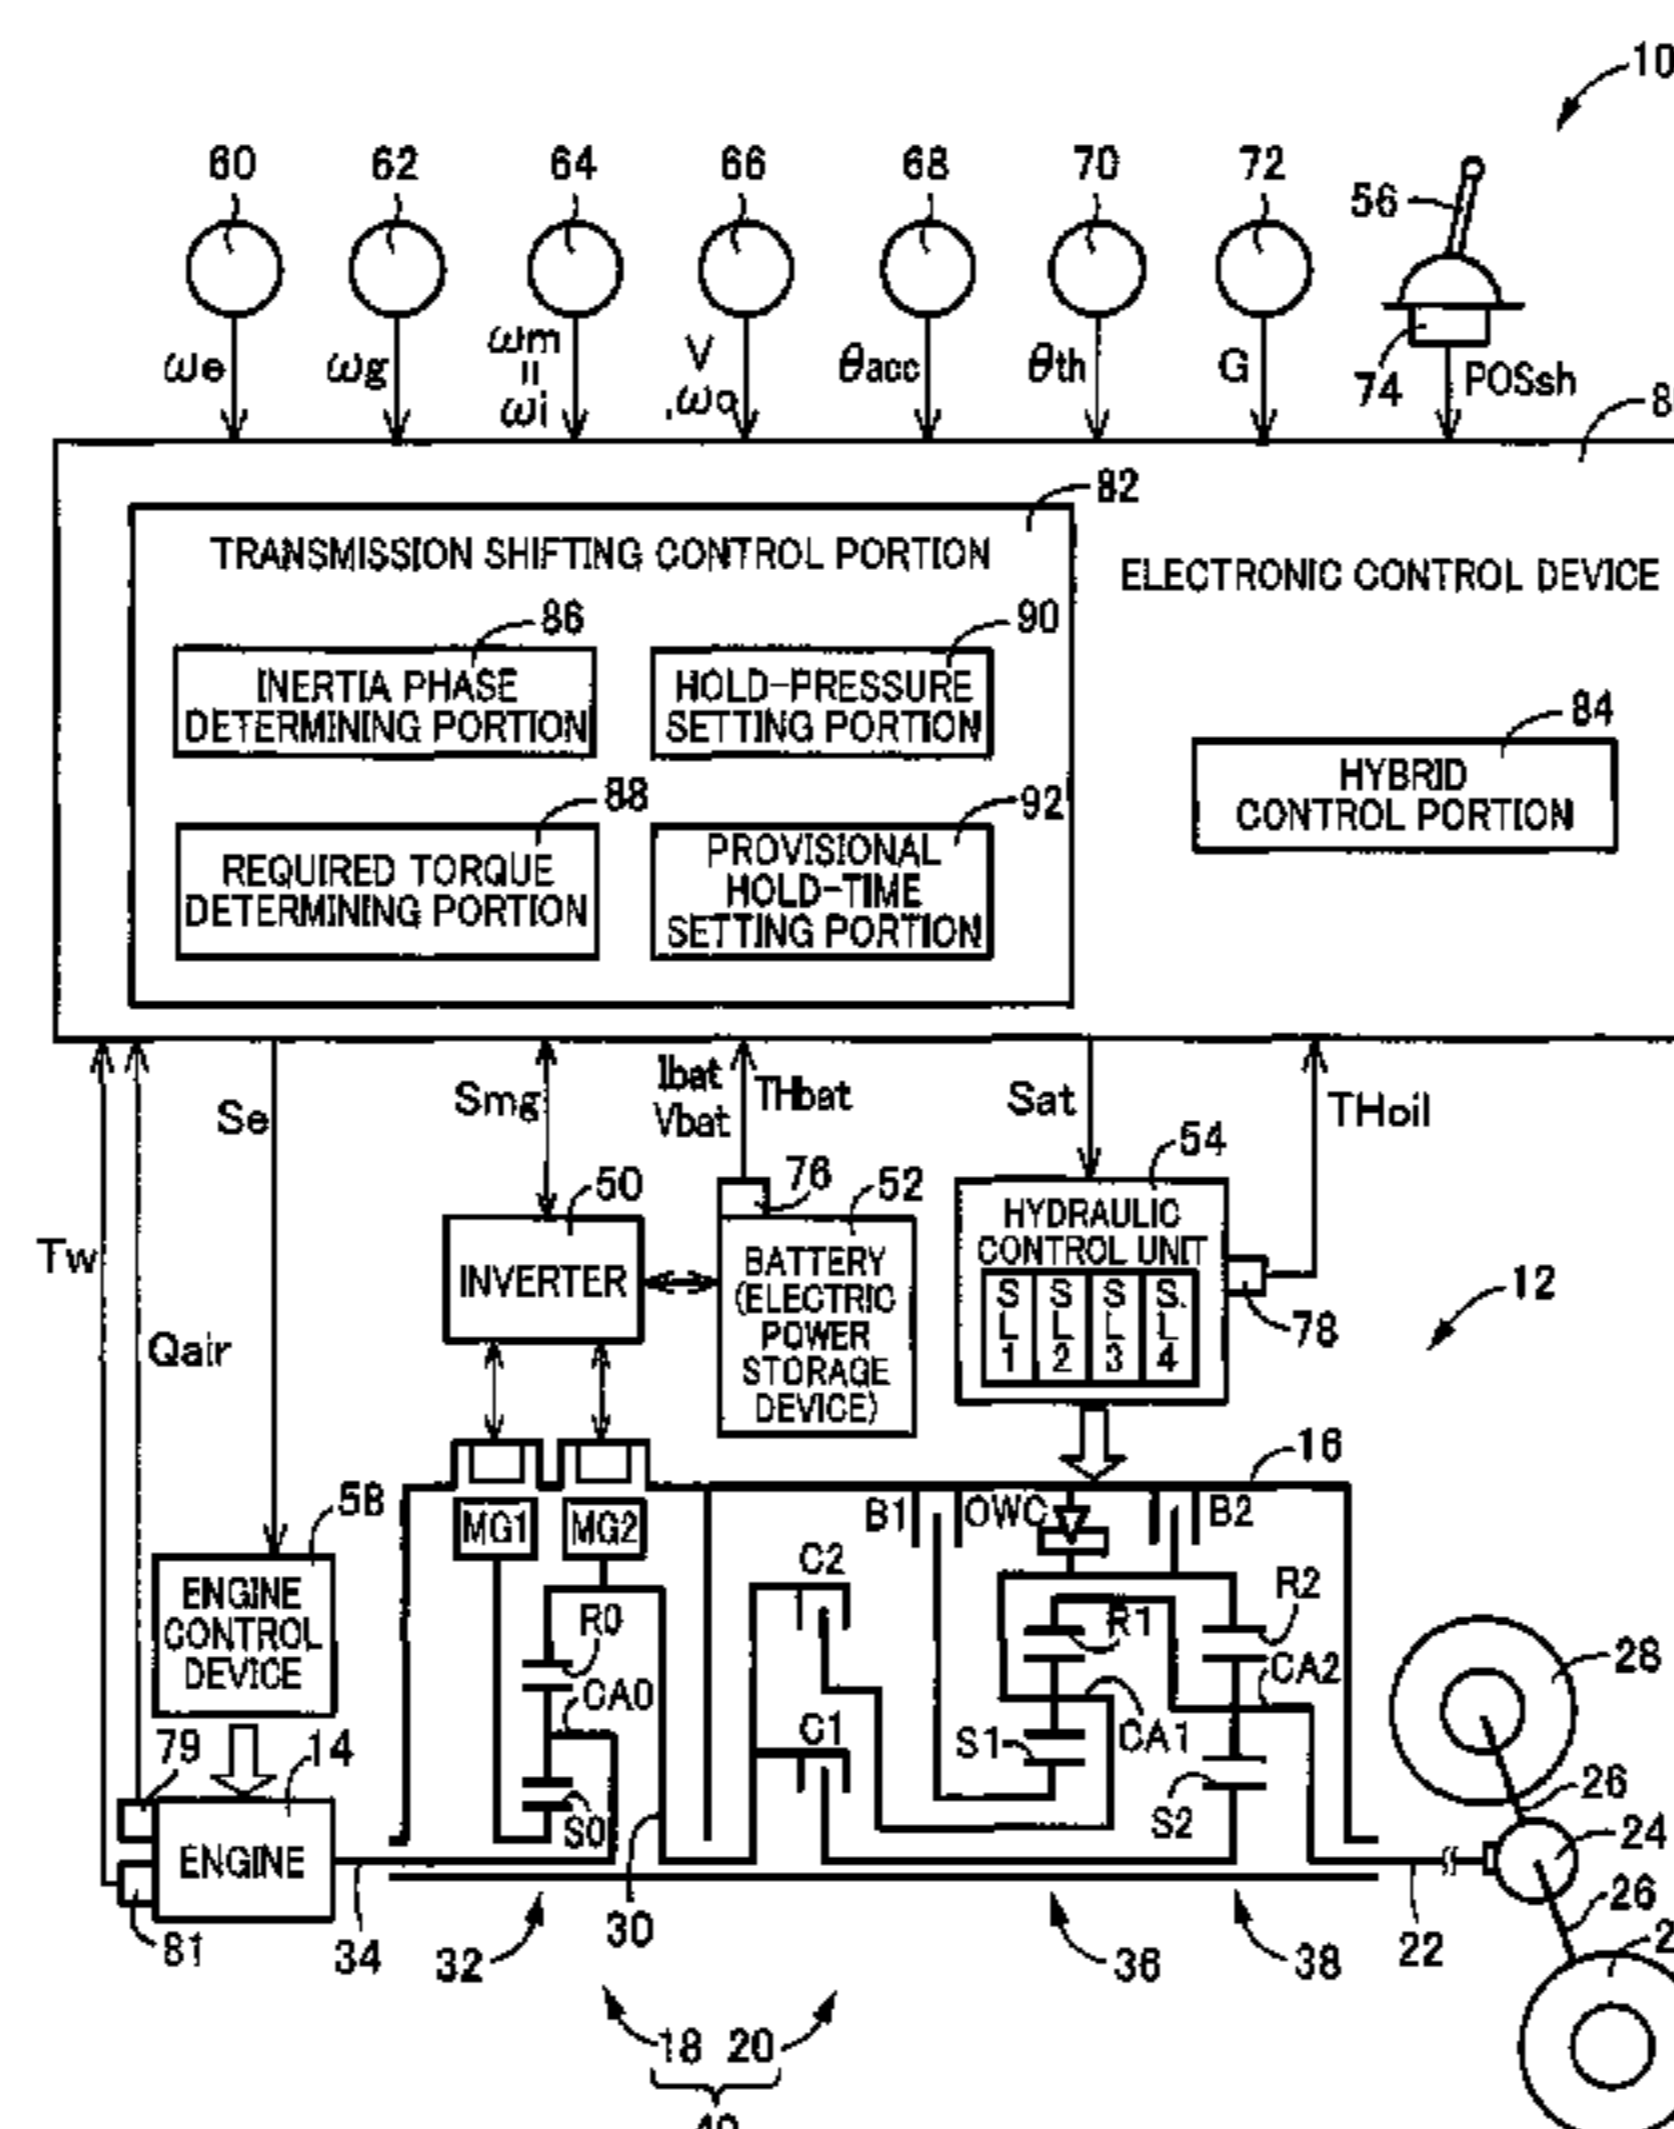 10
60 62 64 66 68 70 72
56
ωe ωg ωm
=
ωi
V
,ωo
θacc θth G
74 POSsh
82
TRANSMISSION SHIFTING CONTROL PORTION
ELECTRONIC CONTROL DEVICE
86
INERTIA PHASE
DETERMINING PORTION
90
HOLD-PRESSURE
SETTING PORTION
84
HYBRID
CONTROL PORTION
88
REQUIRED TORQUE
DETERMINING PORTION
92
PROVISIONAL
HOLD-TIME
SETTING PORTION
Tw
Qair
Se
Smg
Ibat
Vbat
THbat
Sat
THoil
50
INVERTER
76
52
BATTERY
(ELECTRIC
POWER
STORAGE
DEVICE)
54
HYDRAULIC
CONTROL UNIT
SL1 SL2 SL3 SL4
78
12
16
58
ENGINE
CONTROL
DEVICE
79
14
ENGINE
81
MG1 MG2
R0
CA0
S0
C2
C1
B1
OWC
B2
R1
R2
CA2
CA1
S1
S2
28
26
24
26
34
32
30
36
38
22
18 20